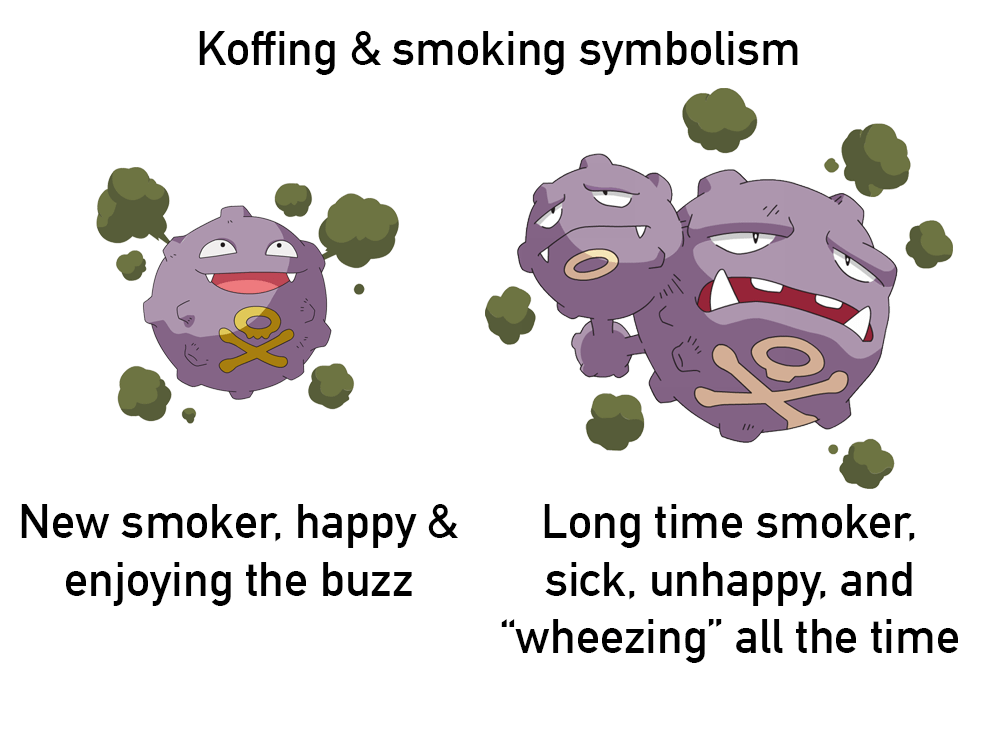 Koffing & smoking symbolism
New smoker, happy &
enjoying the buzz
Long time smoker,
sick, unhappy, and
“wheezing” all the time